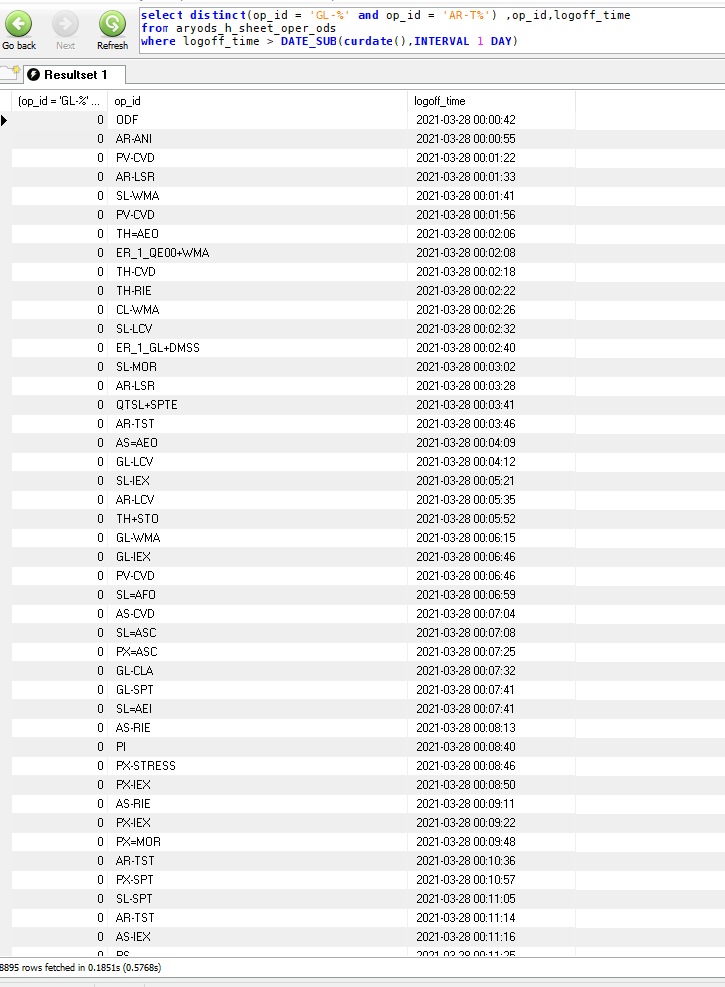 select distinct(op_id = 'GL-%' and op_id = 'AR-T%') ,op_id,logoff_time
from aryods_h_sheet_oper_ods
where logoff_time > DATE_SUB(curdate(),INTERVAL 1 DAY)
Go back Next Refresh
Resultset 1
(op_id = 'GL-%' ... op_id logoff_time
0 ODF 2021-03-28 00:00:42
0 AR-ANI 2021-03-28 00:00:55
0 PV-CVD 2021-03-28 00:01:22
0 AR-LSR 2021-03-28 00:01:33
0 SL-WMA 2021-03-28 00:01:41
0 PV-CVD 2021-03-28 00:01:56
0 TH=AEO 2021-03-28 00:02:06
0 ER_1_QE00+WMA 2021-03-28 00:02:08
0 TH-CVD 2021-03-28 00:02:18
0 TH-RIE 2021-03-28 00:02:22
0 CL-WMA 2021-03-28 00:02:26
0 SL-LCV 2021-03-28 00:02:32
0 ER_1_GL+DMSS 2021-03-28 00:02:40
0 SL-MOR 2021-03-28 00:03:02
0 AR-LSR 2021-03-28 00:03:28
0 QTSL+SPTE 2021-03-28 00:03:41
0 AR-TST 2021-03-28 00:03:46
0 AS=AEO 2021-03-28 00:04:09
0 GL-LCV 2021-03-28 00:04:12
0 SL-IEX 2021-03-28 00:05:21
0 AR-LCV 2021-03-28 00:05:35
0 TH+STO 2021-03-28 00:05:52
0 GL-WMA 2021-03-28 00:06:15
0 GL-IEX 2021-03-28 00:06:46
0 PV-CVD 2021-03-28 00:06:46
0 SL=AFO 2021-03-28 00:06:59
0 AS-CVD 2021-03-28 00:07:04
0 SL=ASC 2021-03-28 00:07:08
0 PX=ASC 2021-03-28 00:07:25
0 GL-CLA 2021-03-28 00:07:32
0 GL-SPT 2021-03-28 00:07:41
0 SL=AEI 2021-03-28 00:07:41
0 AS-RIE 2021-03-28 00:08:13
0 PI 2021-03-28 00:08:40
0 PX-STRESS 2021-03-28 00:08:46
0 PX-IEX 2021-03-28 00:08:50
0 AS-RIE 2021-03-28 00:09:11
0 PX-IEX 2021-03-28 00:09:22
0 PX=MOR 2021-03-28 00:09:48
0 AR-TST 2021-03-28 00:10:36
0 PX-SPT 2021-03-28 00:10:57
0 SL-SPT 2021-03-28 00:11:05
0 AR-TST 2021-03-28 00:11:14
0 AS-IEX 2021-03-28 00:11:16
8895 rows fetched in 0.1851s (0.5768s)